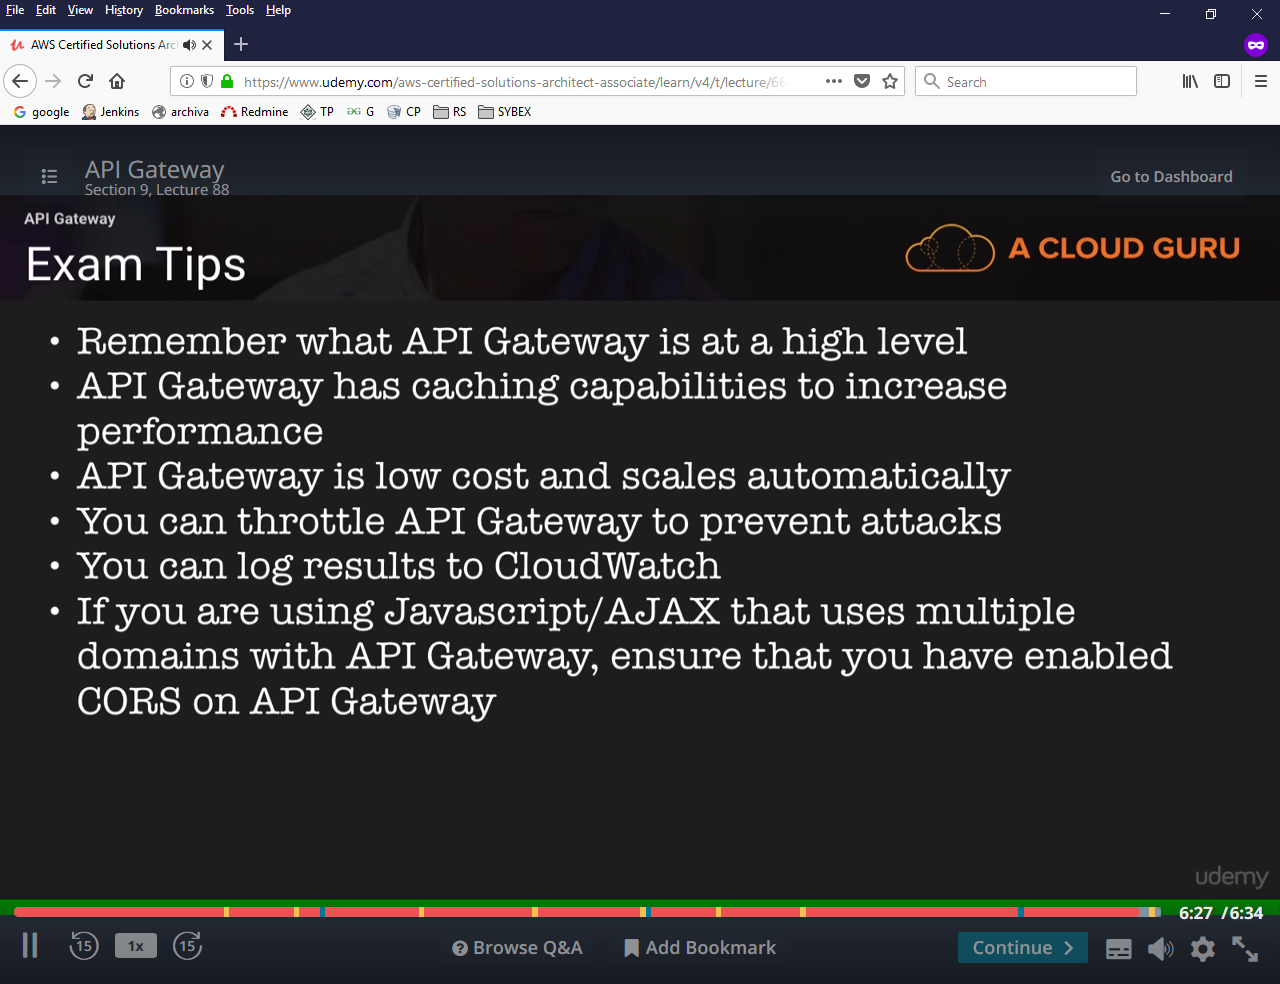 File Edit View History Bookmarks Tools Help
AWS Certified Solutions Arc
https://www.udemy.com/aws-certified-solutions-architect-associate/learn/v4/t/lecture/66
Search
google Jenkins archiva Redmine TP G CP RS SYBEX
API Gateway
Section 9, Lecture 88
Go to Dashboard
API Gateway
Exam Tips
A CLOUD GURU
• Remember what API Gateway is at a high level
• API Gateway has caching capabilities to increase
performance
• API Gateway is low cost and scales automatically
• You can throttle API Gateway to prevent attacks
• You can log results to CloudWatch
• If you are using Javascript/AJAX that uses multiple
domains with API Gateway, ensure that you have enabled
CORS on API Gateway
udemy
6:27 /6:34
15 1x 15 Browse Q&A Add Bookmark Continue